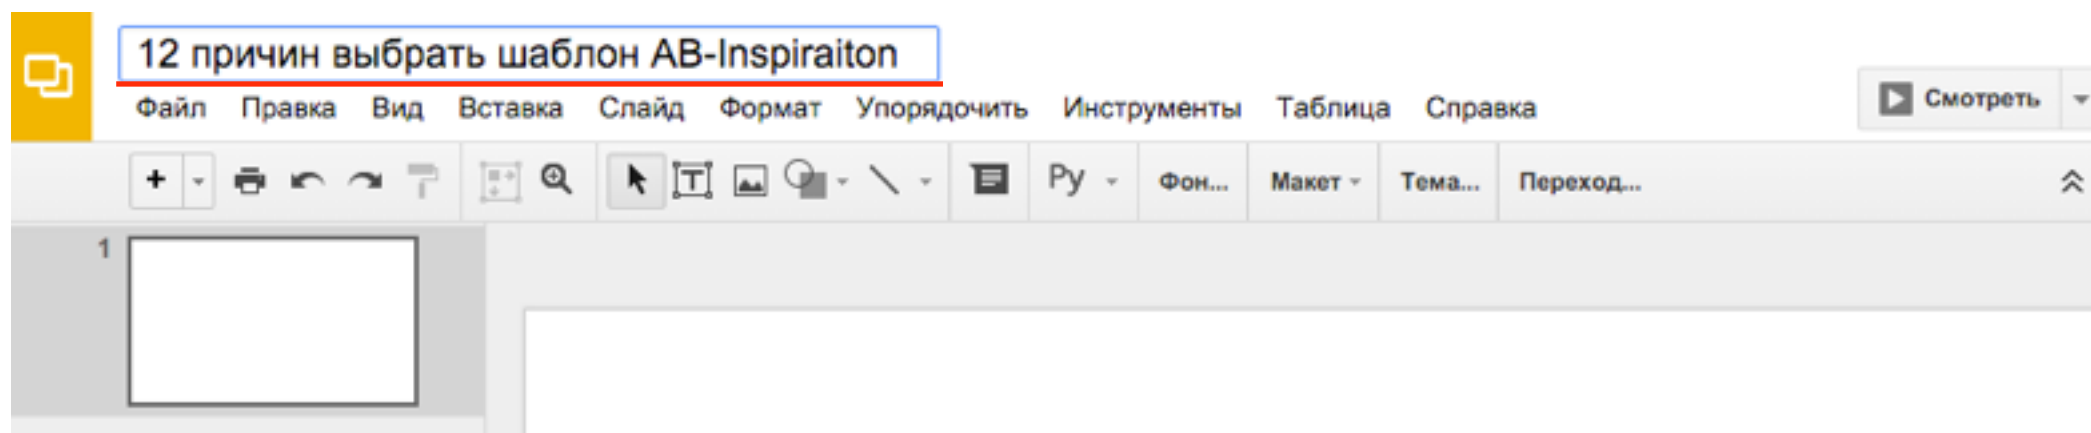 12 причин выбрать шаблон AB-Inspiraiton
Файл Правка Вид Вставка Слайд Формат Упорядочить Инструменты Таблица Справка
Смотреть
Ру Фон... Макет Тема... Переход...
1